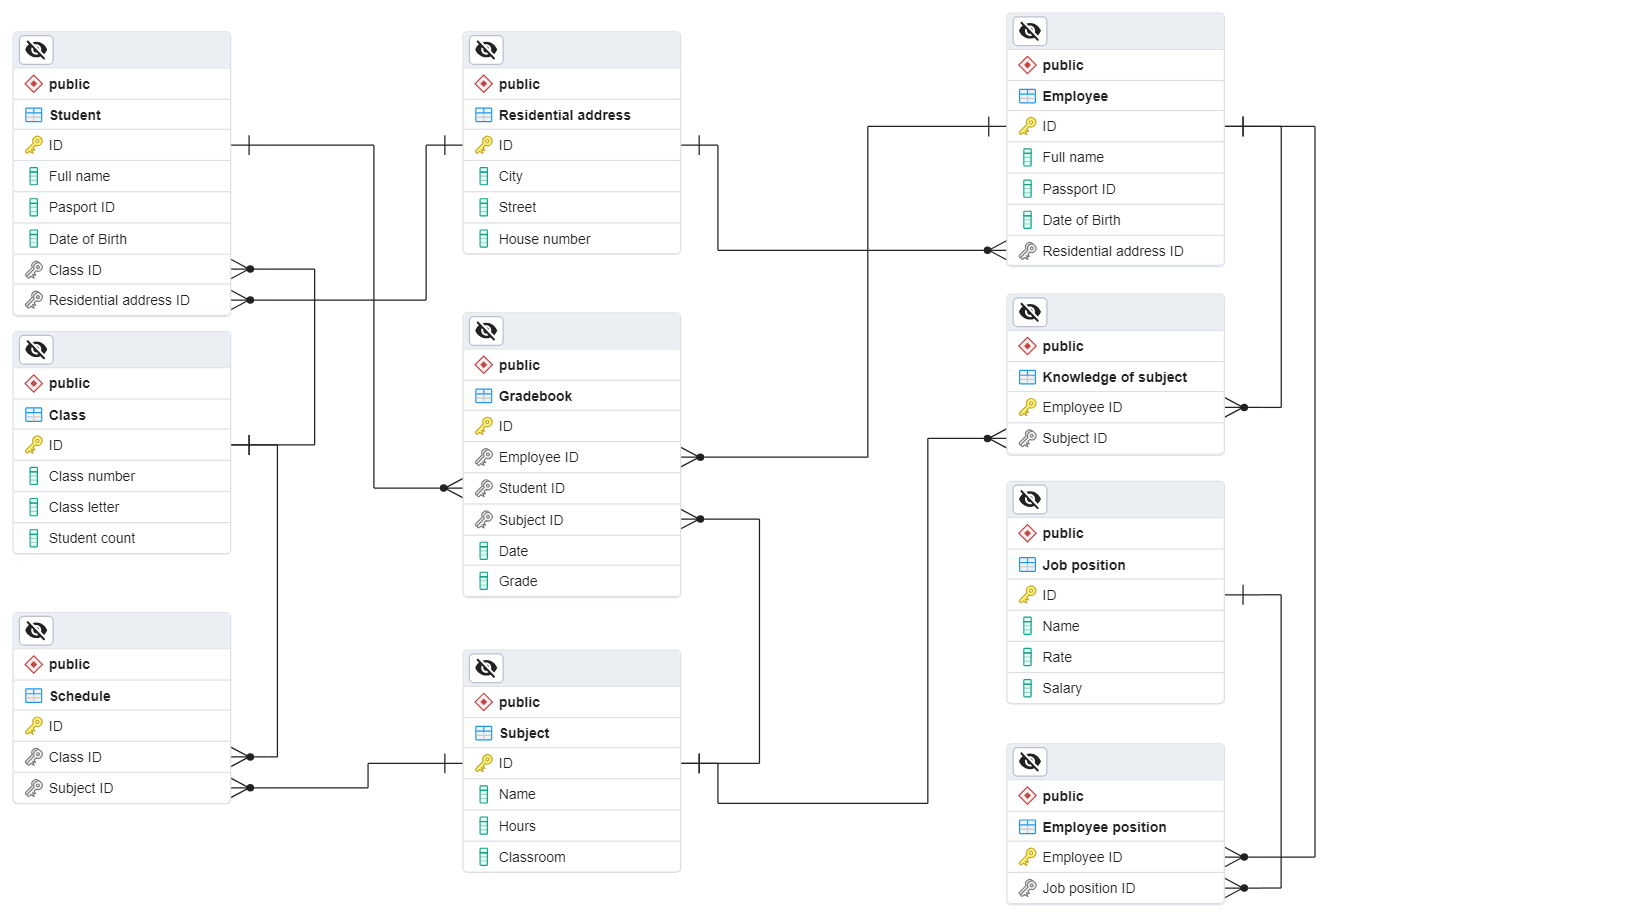 public
Student
ID
Full name
Pasport ID
Date of Birth
Class ID
Residential address ID
public
Class
ID
Class number
Class letter
Student count
public
Schedule
ID
Class ID
Subject ID
public
Residential address
ID
City
Street
House number
public
Gradebook
ID
Employee ID
Student ID
Subject ID
Date
Grade
public
Subject
ID
Name
Hours
Classroom
public
Employee
ID
Full name
Passport ID
Date of Birth
Residential address ID
public
Knowledge of subject
Employee ID
Subject ID
public
Job position
ID
Name
Rate
Salary
public
Employee position
Employee ID
Job position ID